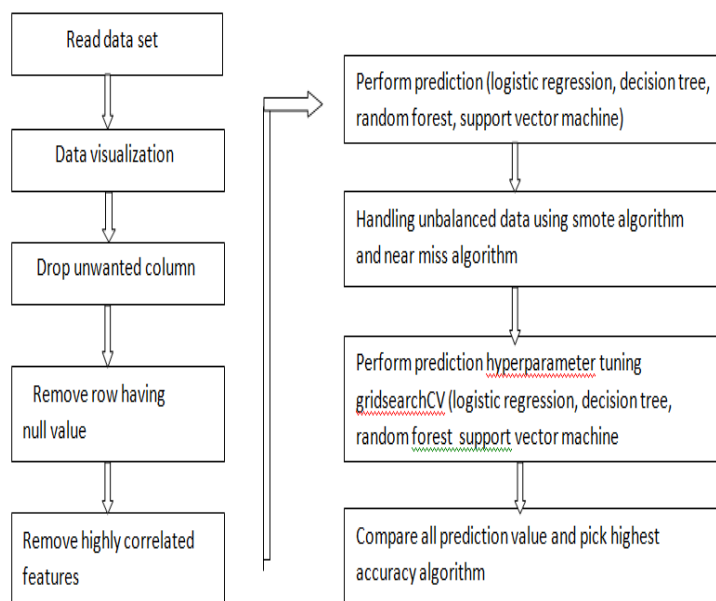 Read data set
Data visualization
Drop unwanted column
Remove row having
null value
Remove highly correlated
features
Perform prediction (logistic regression, decision tree,
random forest, support vector machine)
Handling unbalanced data using smote algorithm
and near miss algorithm
Perform prediction hyperparameter tuning
gridsearchCV (logistic regression, decision tree,
random forest support vector machine
Compare all prediction value and pick highest
accuracy algorithm